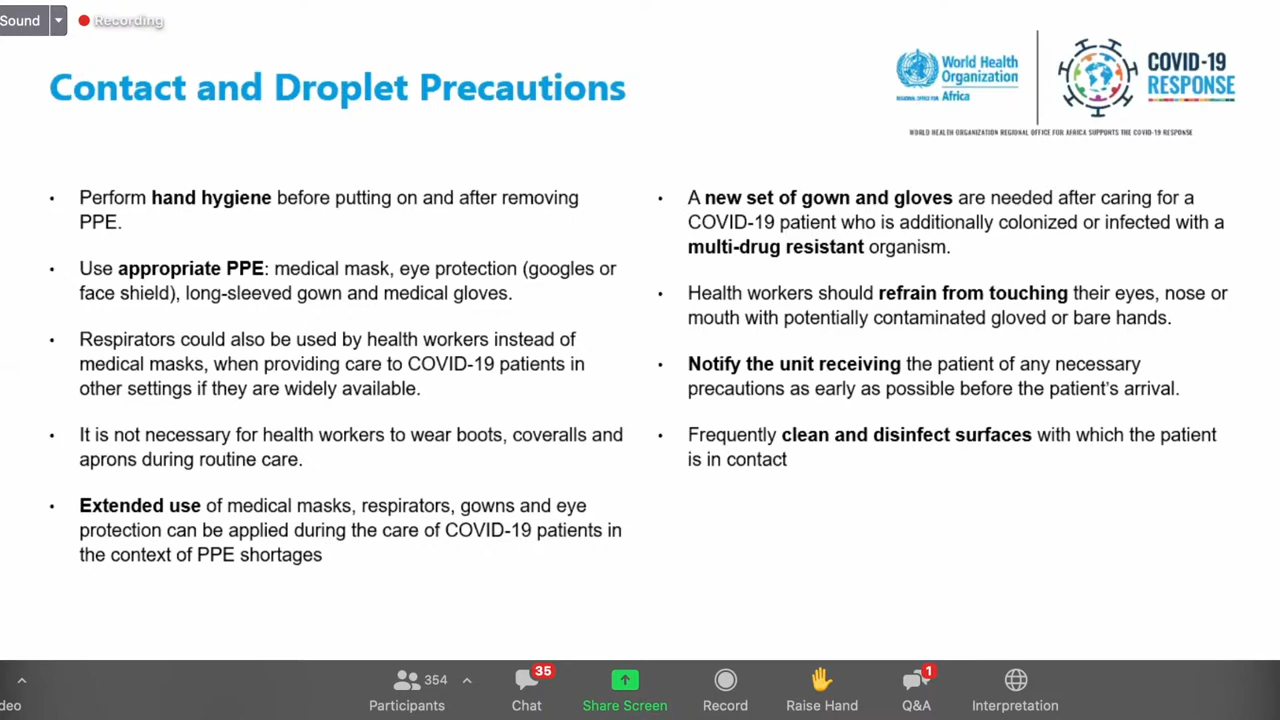 Sound
Recording
Contact and Droplet Precautions
World Health
Organization
REGIONAL OFFICE FOR Africa
COVID-19
RESPONSE
WORLD HEALTH ORGANIZATION REGIONAL OFFICE FOR AFRICA SUPPORTS THE COVID-19 RESPONSE
• Perform hand hygiene before putting on and after removing
PPE.
• Use appropriate PPE: medical mask, eye protection (googles or
face shield), long-sleeved gown and medical gloves.
• Respirators could also be used by health workers instead of
medical masks, when providing care to COVID-19 patients in
other settings if they are widely available.
• It is not necessary for health workers to wear boots, coveralls and
aprons during routine care.
• Extended use of medical masks, respirators, gowns and eye
protection can be applied during the care of COVID-19 patients in
the context of PPE shortages
• A new set of gown and gloves are needed after caring for a
COVID-19 patient who is additionally colonized or infected with a
multi-drug resistant organism.
• Health workers should refrain from touching their eyes, nose or
mouth with potentially contaminated gloved or bare hands.
• Notify the unit receiving the patient of any necessary
precautions as early as possible before the patient's arrival.
• Frequently clean and disinfect surfaces with which the patient
is in contact
deo
354
Participants
35
Chat
Share Screen
Record
Raise Hand
1
Q&A
Interpretation